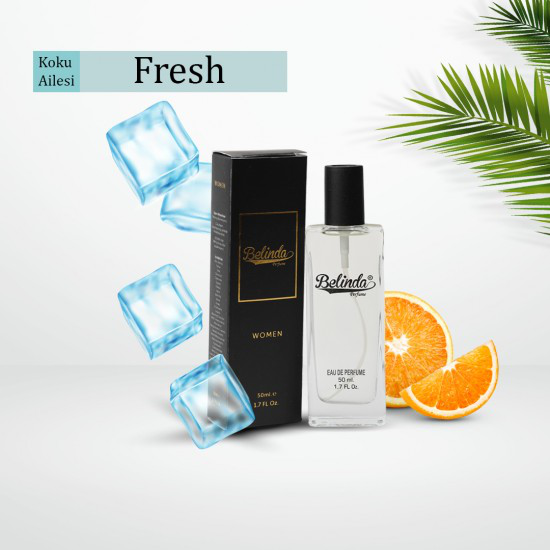 Koku
Ailesi
Fresh
Belinda
Perfume
WOMEN
50ml. ℮
1.7 FL Oz.
Belinda®
Perfume
EAU DE PERFUME
50 ml.
1.7 FL Oz.